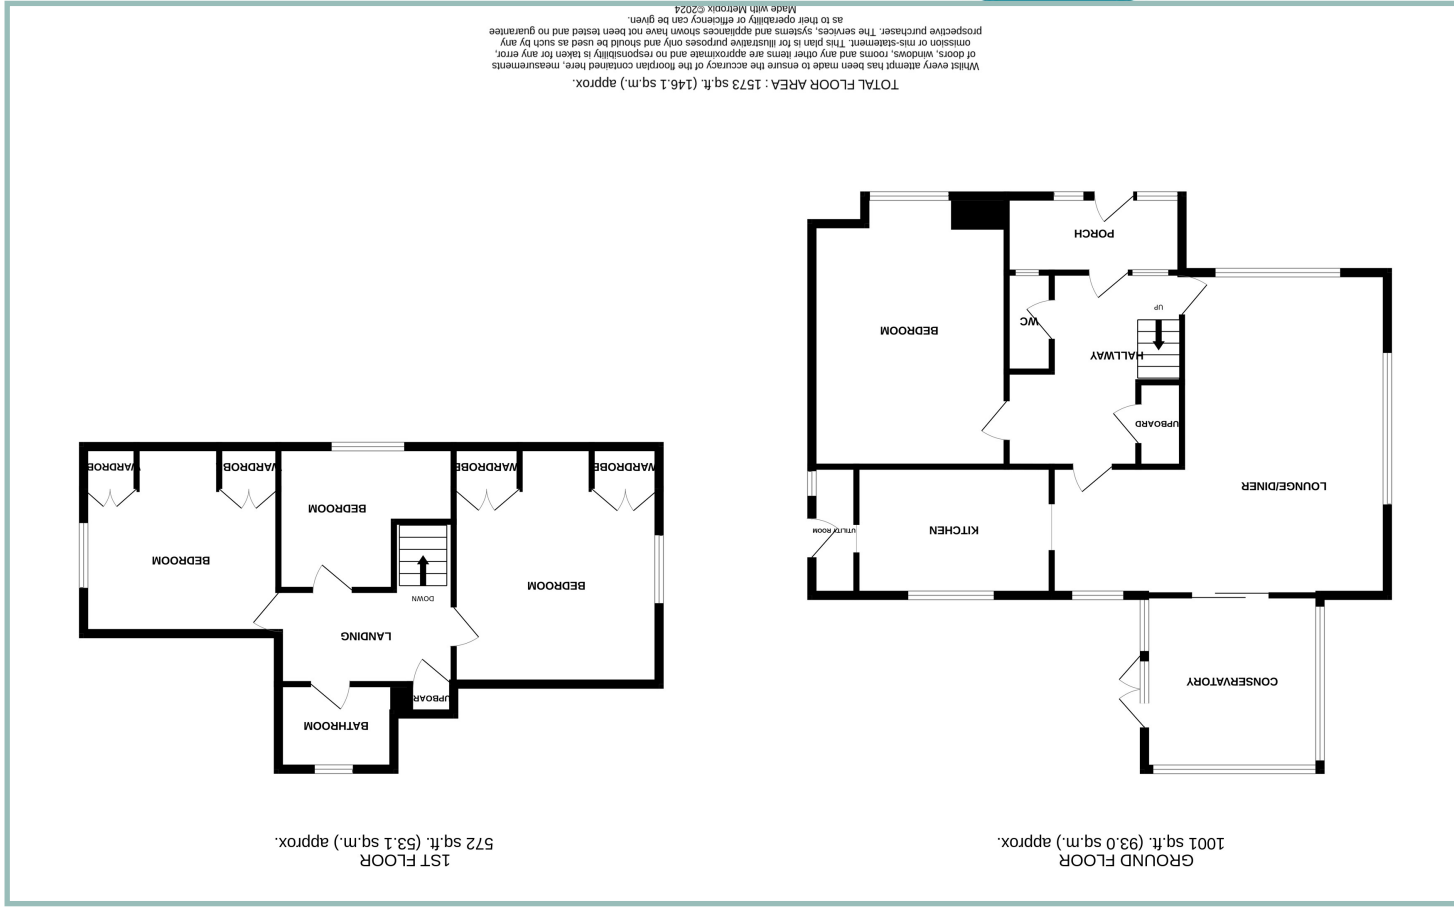 GROUND FLOOR
1001 sq.ft. (93.0 sq.m.) approx.
1ST FLOOR
572 sq.ft. (53.1 sq.m.) approx.
CONSERVATORY
KITCHEN
UTILITY ROOM
LOUNGE/DINER
UPBOARD
HALLWAY
UP
WC
BEDROOM
PORCH
BATHROOM
UPBOAR
LANDING
DOWN
BEDROOM
BEDROOM
BEDROOM
WARDROBE
WARDROBE
WARDROB
WARDROB
TOTAL FLOOR AREA : 1573 sq.ft. (146.1 sq.m.) approx.
Whilst every attempt has been made to ensure the accuracy of the floorplan contained here, measurements
of doors, windows, rooms and any other items are approximate and no responsibility is taken for any error,
omission or mis-statement. This plan is for illustrative purposes only and should be used as such by any
prospective purchaser. The services, systems and appliances shown have not been tested and no guarantee
as to their operability or efficiency can be given.
Made with Metropix ©2024